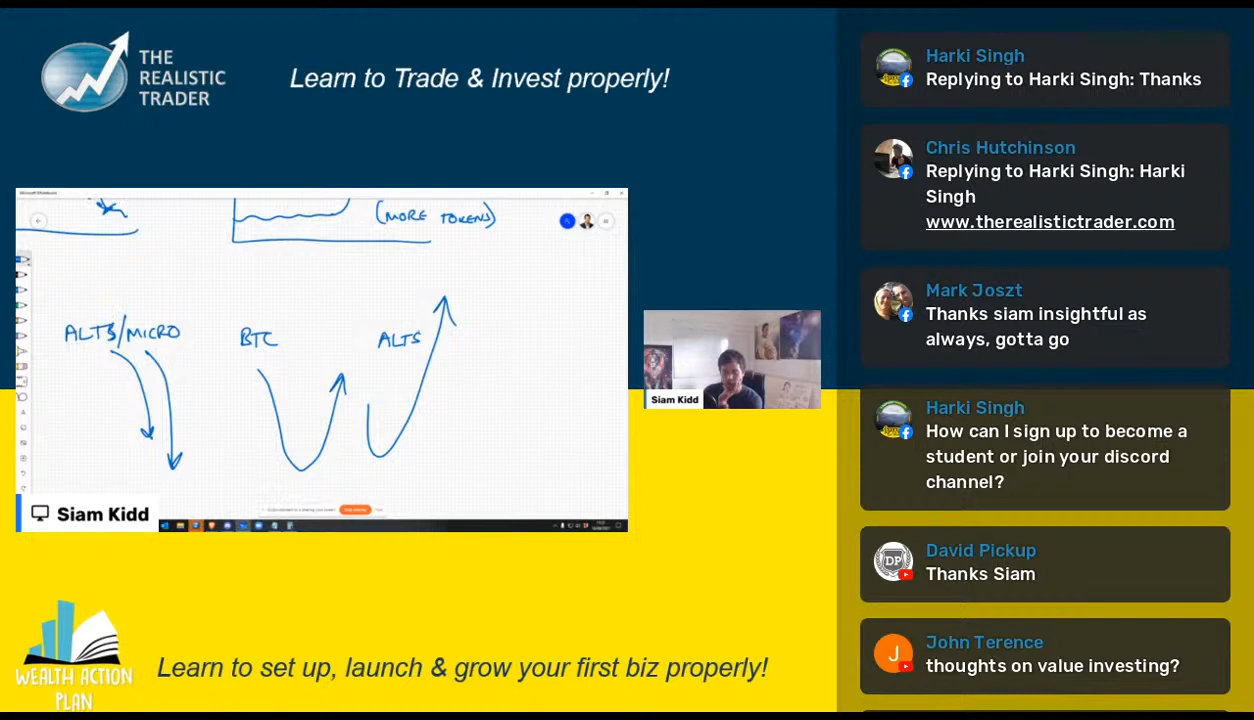 THE
REALISTIC
TRADER
Learn to Trade & Invest properly!
(MORE TOKENS)
ALTS/MICRO
BTC
ALTS
Siam Kidd
Siam Kidd
WEALTH ACTION
PLAN
Learn to set up, launch & grow your first biz properly!
Harki Singh
Replying to Harki Singh: Thanks
Chris Hutchinson
Replying to Harki Singh: Harki
Singh
www.therealistictrader.com
Mark Joszt
Thanks siam insightful as
always, gotta go
Harki Singh
How can I sign up to become a
student or join your discord
channel?
DP
David Pickup
Thanks Siam
J
John Terence
thoughts on value investing?